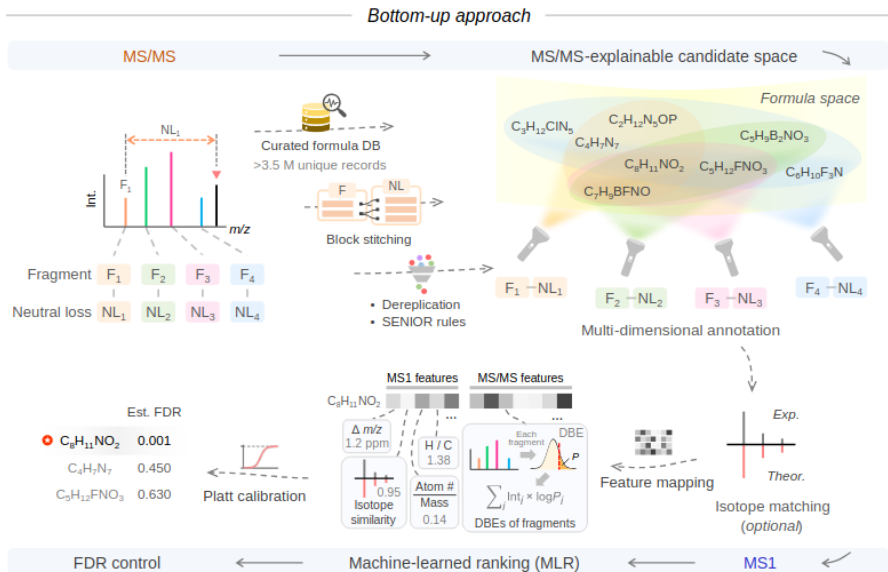 Bottom-up approach
MS/MS
MS/MS-explainable candidate space
NL₁
F₁
Int.
m/z
Fragment
F₁ F₂ F₃ F₄
Neutral loss
NL₁ NL₂ NL₃ NL₄
Curated formula DB
>3.5 M unique records
F NL
Block stitching
• Dereplication
• SENIOR rules
Formula space
C₃H₁₂ClN₅
C₂H₁₂N₅OP
C₄H₇N₇
C₅H₉B₂NO₃
C₈H₁₁NO₂
C₅H₁₂FNO₃
C₆H₁₀F₃N
C₇H₉BFNO
F₁ NL₁
F₂ NL₂
F₃ NL₃
F₄ NL₄
Multi-dimensional annotation
Exp.
Theor.
Isotope matching
(optional)
Feature mapping
MS1 features
MS/MS features
C₈H₁₁NO₂
...
...
Δ m/z
1.2 ppm
H / C
1.38
0.95
Isotope
similarity
Atom #
Mass
0.14
Each
fragment
DBE
P
∑ⱼ Intⱼ × logPⱼ
DBEs of fragments
Platt calibration
Est. FDR
C₈H₁₁NO₂ 0.001
C₄H₇N₇ 0.450
C₅H₁₂FNO₃ 0.630
FDR control
Machine-learned ranking (MLR)
MS1